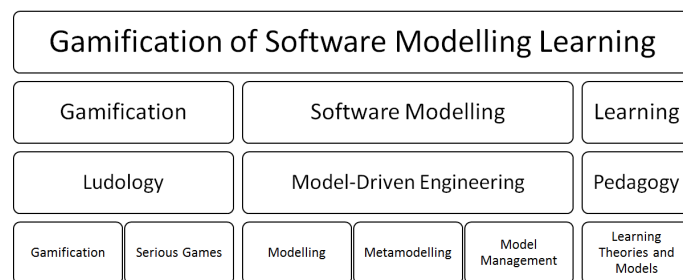 Gamification of Software Modelling Learning
Gamification
Software Modelling
Learning
Ludology
Model-Driven Engineering
Pedagogy
Gamification
Serious Games
Modelling
Metamodelling
Model
Management
Learning
Theories and
Models